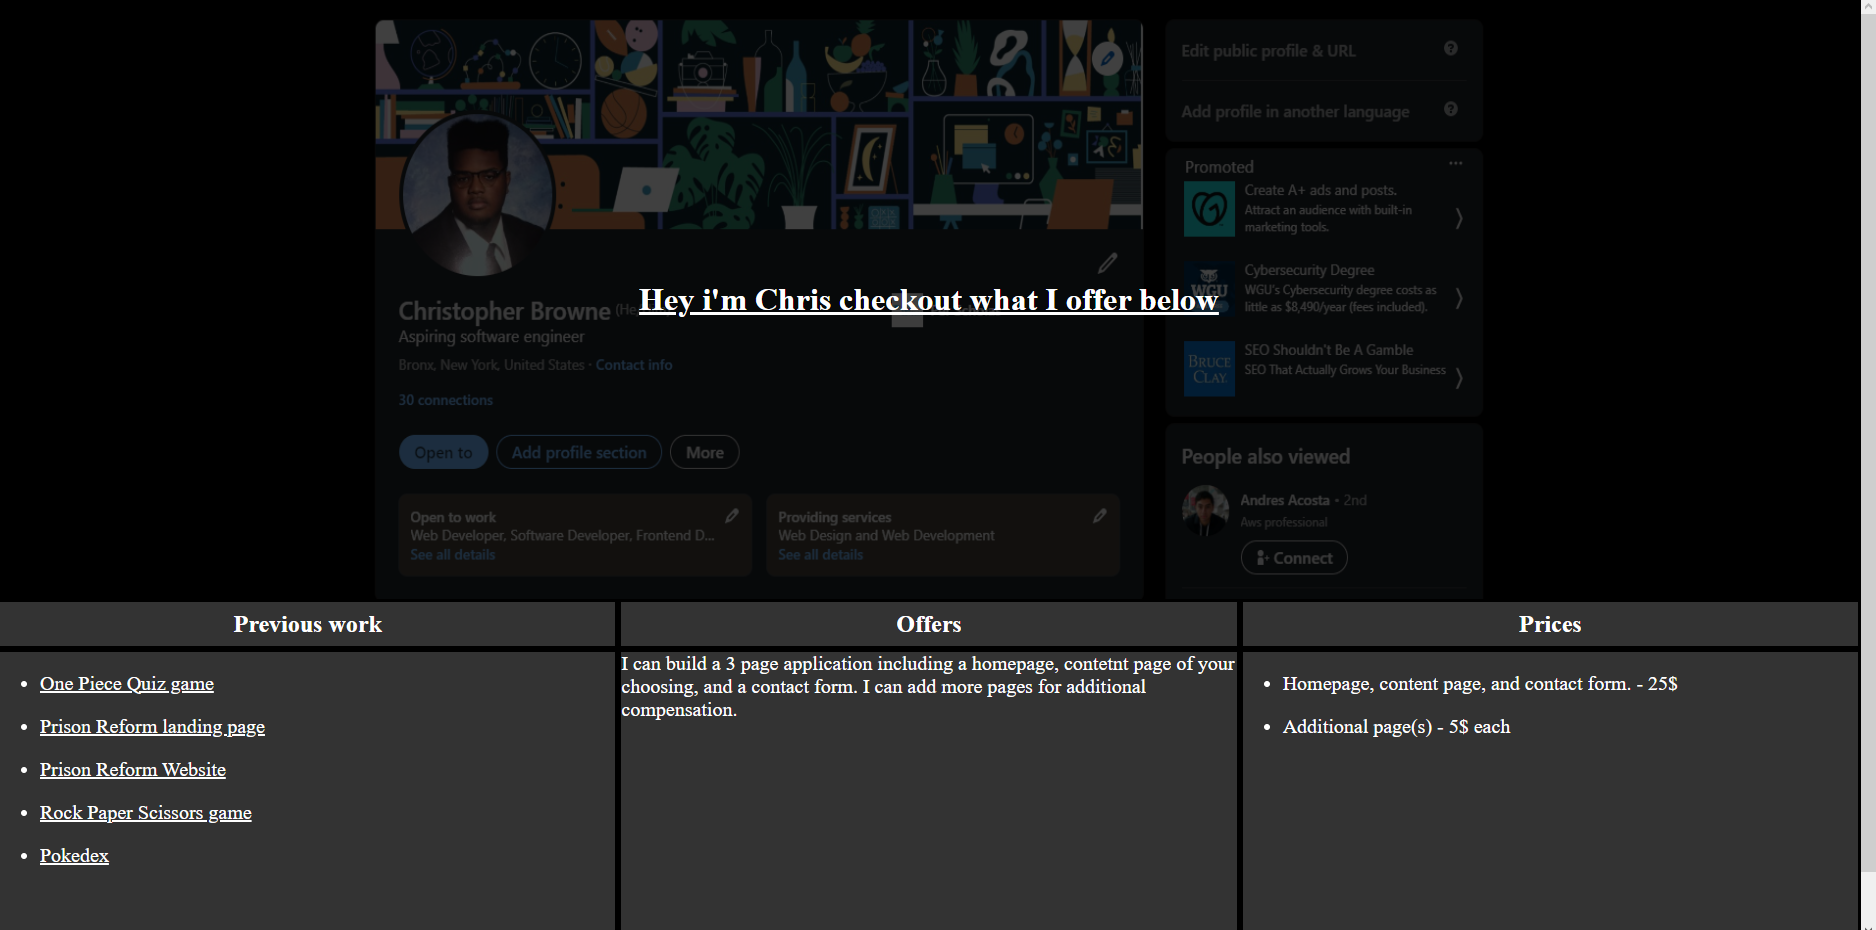 Edit public profile & URL
Add profile in another language
Promoted
Create A+ ads and posts.
Attract an audience with built-in
marketing tools.
Cybersecurity Degree
WGU's Cybersecurity degree costs as
little as $8,490/year (fees included).
WGU
SEO Shouldn't Be A Gamble
SEO That Actually Grows Your Business
BRUCE
CLAY
Hey i'm Chris checkout what I offer below
Christopher Browne (He
Aspiring software engineer
Bronx, New York, United States · Contact info
30 connections
Open to
Add profile section
More
Open to work
Web Developer, Software Developer, Frontend D...
See all details
Providing services
Web Design and Web Development
See all details
People also viewed
Andres Acosta • 2nd
Aws professional
Connect
Previous work
One Piece Quiz game
Prison Reform landing page
Prison Reform Website
Rock Paper Scissors game
Pokedex
Offers
I can build a 3 page application including a homepage, contetnt page of your
choosing, and a contact form. I can add more pages for additional
compensation.
Prices
Homepage, content page, and contact form. - 25$
Additional page(s) - 5$ each